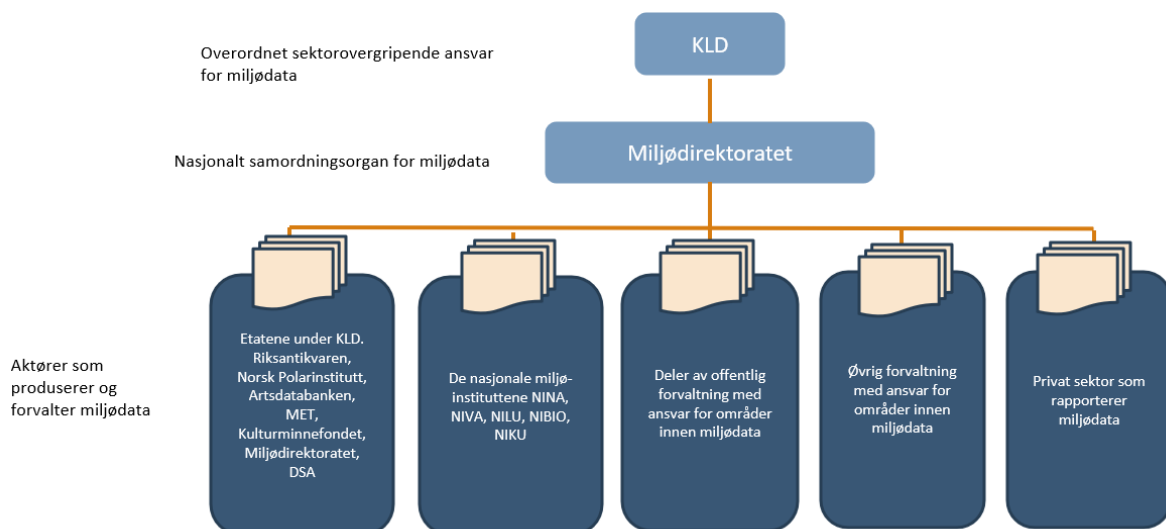 Overordnet sektorovergripende ansvar
for miljødata
KLD
Nasjonalt samordningsorgan for miljødata
Miljødirektoratet
Aktører som
produserer og
forvalter miljødata
Etatene under KLD.
Riksantikvaren,
Norsk Polarinstitutt,
Artsdatabanken,
MET,
Kulturminnefondet,
Miljødirektoratet,
DSA
De nasjonale miljø-
instituttene NINA,
NIVA, NILU, NIBIO,
NIKU
Deler av offentlig
forvaltning med
ansvar for områder
innen miljødata
Øvrig forvaltning
med ansvar for
områder innen
miljødata
Privat sektor som
rapporterer
miljødata